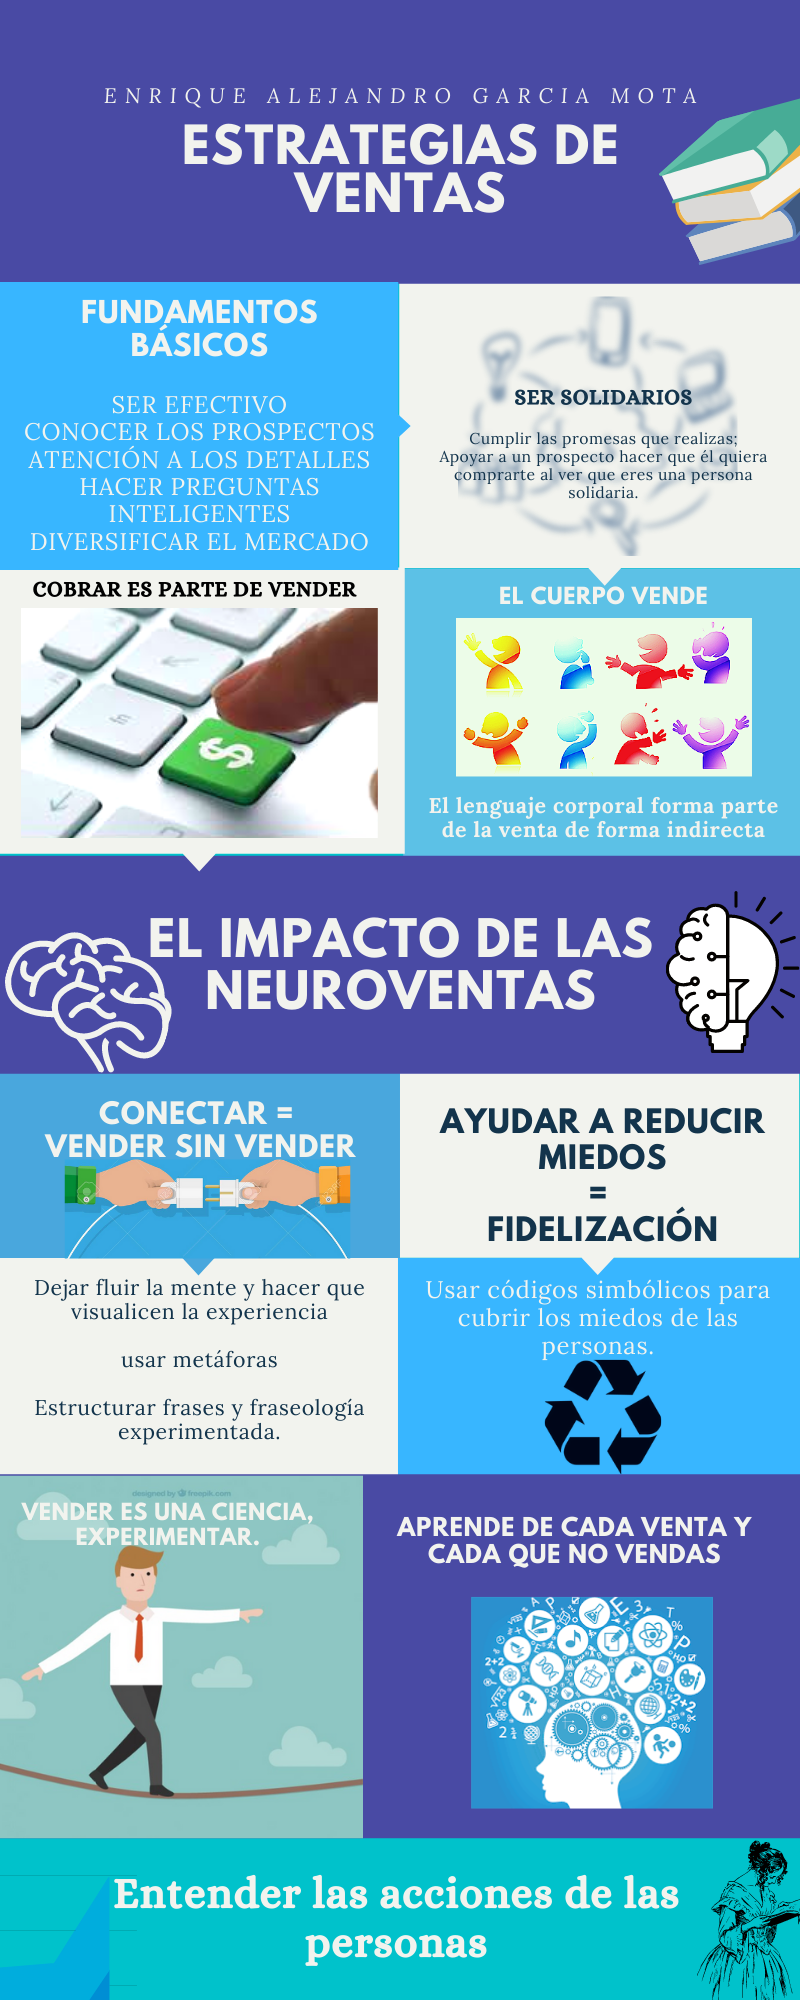 ENRIQUE ALEJANDRO GARCIA MOTA
ESTRATEGIAS DE
VENTAS
FUNDAMENTOS
BÁSICOS
SER EFECTIVO
CONOCER LOS PROSPECTOS
ATENCIÓN A LOS DETALLES
HACER PREGUNTAS
INTELIGENTES
DIVERSIFICAR EL MERCADO
SER SOLIDARIOS
Cumplir las promesas que realizas;
Apoyar a un prospecto hacer que él quiera
comprarte al ver que eres una persona
solidaria.
COBRAR ES PARTE DE VENDER
$
EL CUERPO VENDE
El lenguaje corporal forma parte
de la venta de forma indirecta
EL IMPACTO DE LAS
NEUROVENTAS
CONECTAR =
VENDER SIN VENDER
AYUDAR A REDUCIR
MIEDOS
=
FIDELIZACIÓN
Dejar fluir la mente y hacer que
visualicen la experiencia
usar metáforas
Estructurar frases y fraseología
experimentada.
Usar códigos simbólicos para
cubrir los miedos de las
personas.
designed by freepik.com
VENDER ES UNA CIENCIA,
EXPERIMENTAR.
APRENDE DE CADA VENTA Y
CADA QUE NO VENDAS
Entender las acciones de las
personas